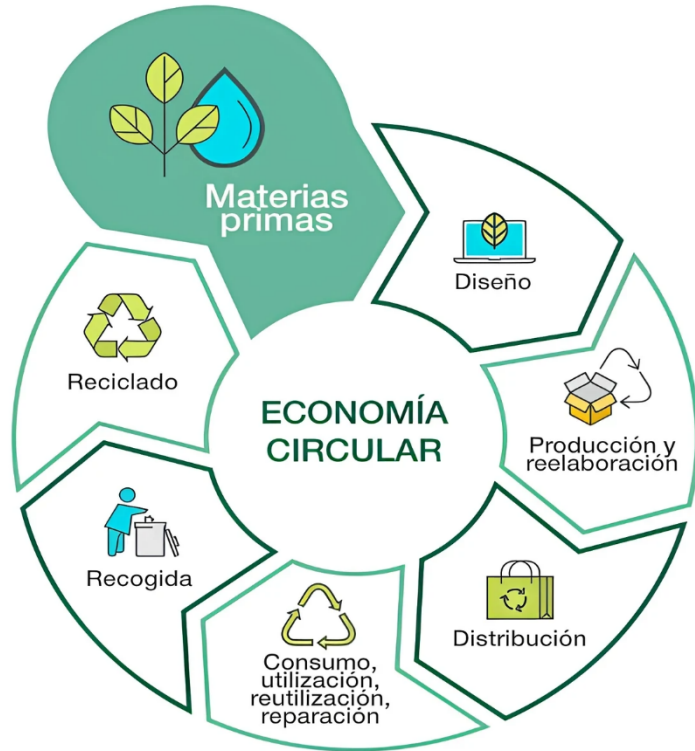 Materias
primas
Diseño
Producción y
reelaboración
Distribución
Consumo,
utilización,
reutilización,
reparación
Recogida
Reciclado
ECONOMÍA
CIRCULAR